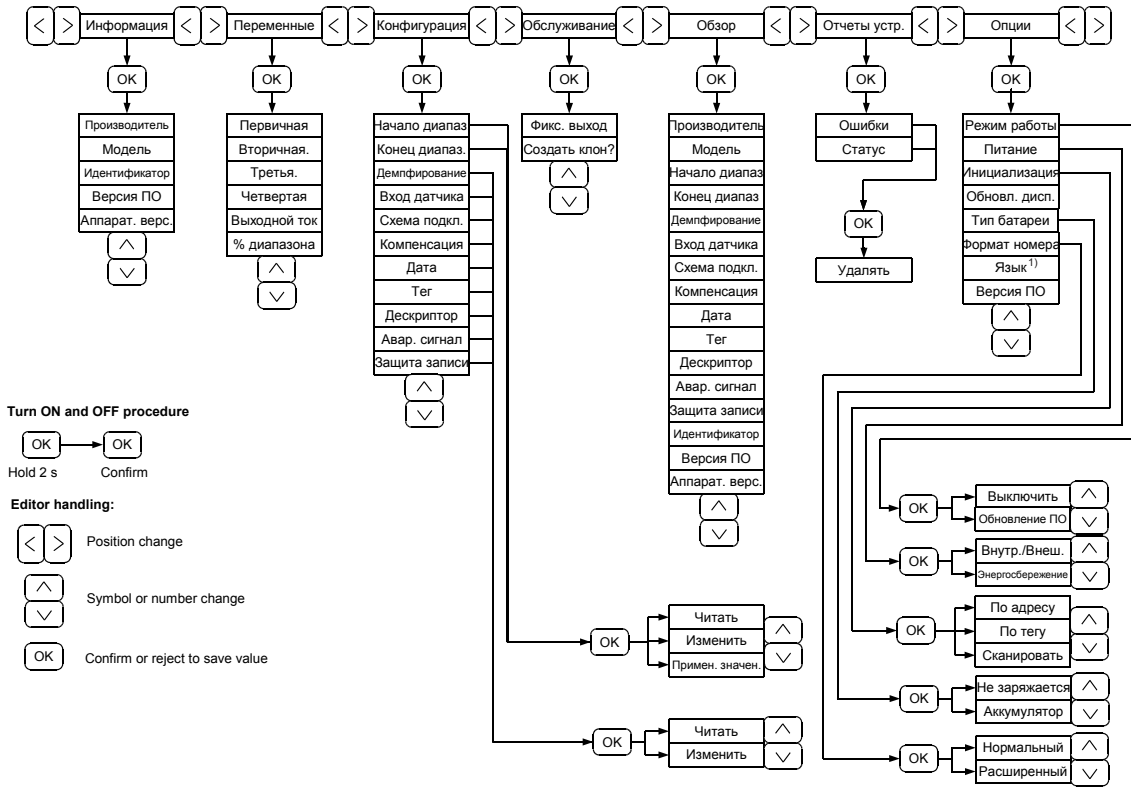 < > Информация < > Переменные < > Конфигурация < > Обслуживание < > Обзор < > Отчеты устр. < > Опции < >
OK
OK
OK
OK
OK
OK
OK
Производитель
Модель
Идентификатор
Версия ПО
Аппарат. верс.
Первичная
Вторичная.
Третья.
Четвертая
Выходной ток
% диапазона
Начало диапаз
Конец диапаз.
Демпфирование
Вход датчика
Схема подкл.
Компенсация
Дата
Тег
Дескриптор
Авар. сигнал
Защита записи
Фикс. выход
Создать клон?
Производитель
Модель
Начало диапаз
Конец диапаз
Демпфирование
Вход датчика
Схема подкл.
Компенсация
Дата
Тег
Дескриптор
Авар. сигнал
Защита записи
Идентификатор
Версия ПО
Аппарат. верс.
Ошибки
Статус
OK
Удалять
Режим работы
Питание
Инициализация
Обновл. дисп.
Тип батареи
Формат номера
Язык1)
Версия ПО
Turn ON and OFF procedure
OK OK
Hold 2 s Confirm
Editor handling:
< > Position change
Symbol or number change
OK Confirm or reject to save value
OK
Читать
Изменить
Примен. значен.
OK
Читать
Изменить
OK
Выключить
Обновление ПО
OK
Внутр./Внеш.
Энергосбережение
OK
По адресу
По тегу
Сканировать
OK
Не заряжается
Аккумулятор
OK
Нормальный
Расширенный